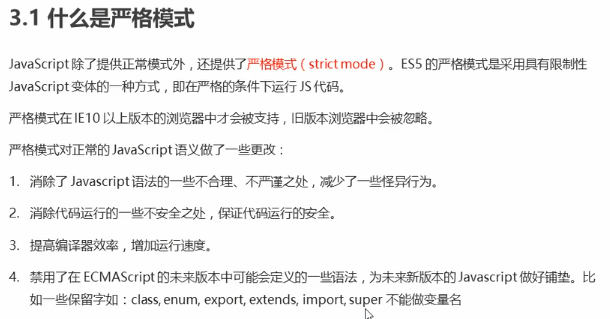 3.1 什么是严格模式
JavaScript 除了提供正常模式外，还提供了严格模式（strict mode）。ES5 的严格模式是采用具有限制性
JavaScript 变体的一种方式，即在严格的条件下运行 JS 代码。
严格模式在 IE10 以上版本的浏览器中才会被支持，旧版本浏览器中会被忽略。
严格模式对正常的 JavaScript 语义做了一些更改：
1. 消除了 Javascript 语法的一些不合理、不严谨之处，减少了一些怪异行为。
2. 消除代码运行的一些不安全之处，保证代码运行的安全。
3. 提高编译器效率，增加运行速度。
4. 禁用了在 ECMAScript 的未来版本中可能会定义的一些语法，为未来新版本的 Javascript 做好铺垫。比
如一些保留字如：class, enum, export, extends, import, super 不能做变量名